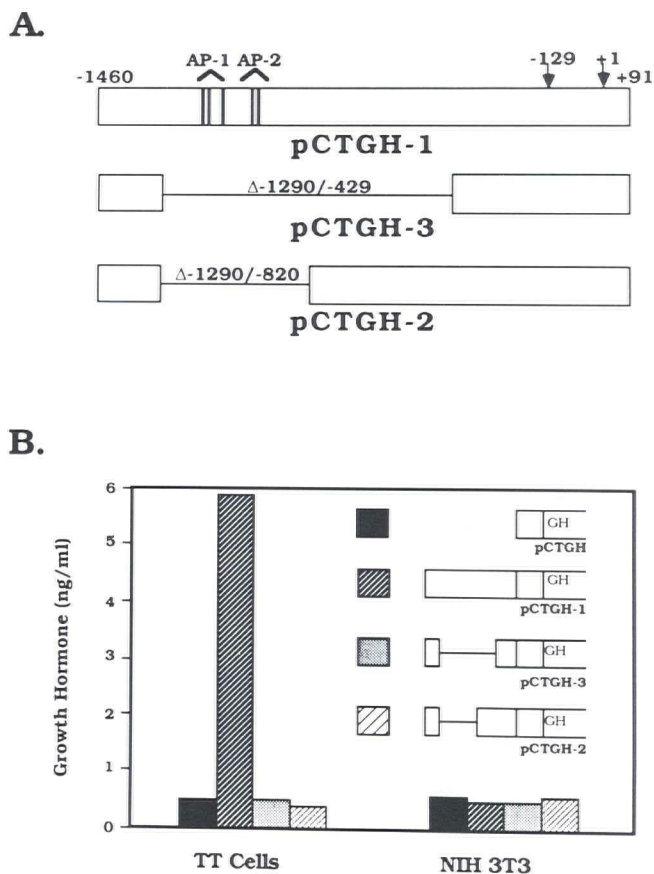 A.
AP-1 AP-2
-1460
-129
+1
+91
pCTGH-1
Δ-1290/-429
pCTGH-3
Δ-1290/-820
pCTGH-2
B.
Growth Hormone (ng/ml)
6
5
4
3
2
1
0
GH
pCTGH
GH
pCTGH-1
GH
pCTGH-3
GH
pCTGH-2
TT Cells
NIH 3T3